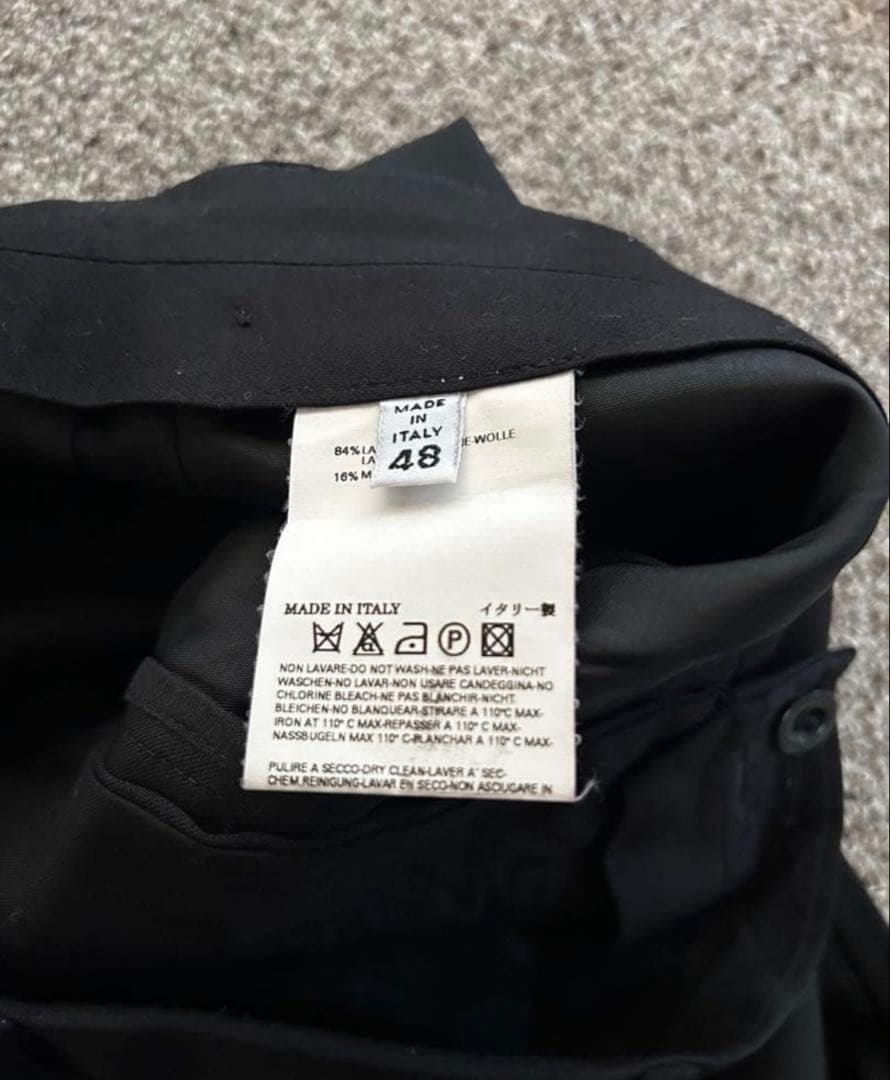 MADE
IN
ITALY
48
84% LA E-WOLLE
LA
16% M
MADE IN ITALY イタリー製
P
NON LAVARE-DO NOT WASH-NE PAS LAVER-NICHT
WASCHEN-NO LAVAR-NON USARE CANDEGGINA-NO
CHLORINE BLEACH-NE PAS BLANCHIR-NICHT
BLEICHEN-NO BLANQUEAR-STIRARE A 110°C MAX-
IRON AT 110° C MAX-REPASSER A 110° C MAX-
NASSBUGELN MAX 110° C-PLANCHAR A 110° C MAX-
PULIRE A SECCO-DRY CLEAN-LAVER A' SEC-
CHEM.REINIGUNG-LAVAR EN SECO-NON ASCIUGARE IN